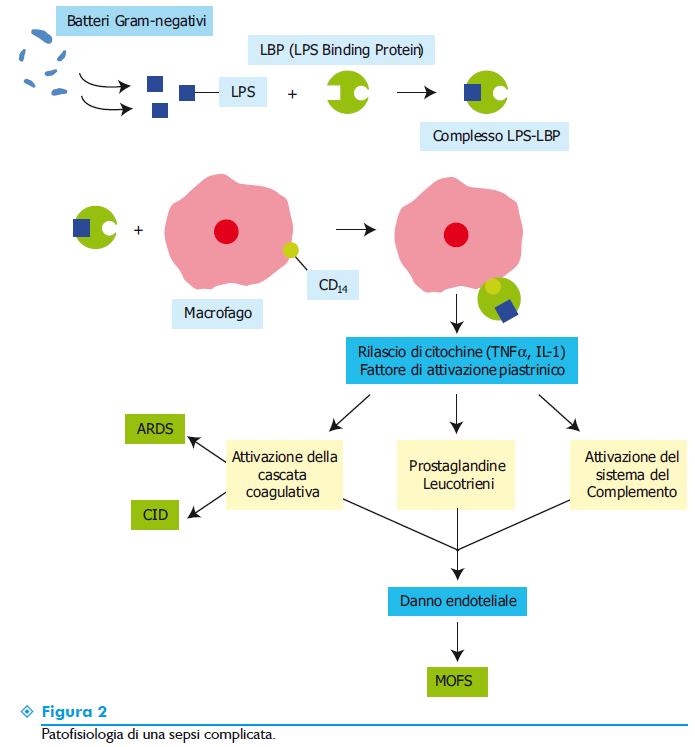 Batteri Gram-negativi
LBP (LPS Binding Protein)
LPS
+
Complesso LPS-LBP
+
CD14
Macrofago
Rilascio di citochine (TNFα, IL-1)
Fattore di attivazione piastrinico
ARDS
Attivazione della
cascata
coagulativa
Prostaglandine
Leucotrieni
Attivazione del
sistema del
Complemento
CID
Danno endoteliale
MOFS
Figura 2
Patofisiologia di una sepsi complicata.